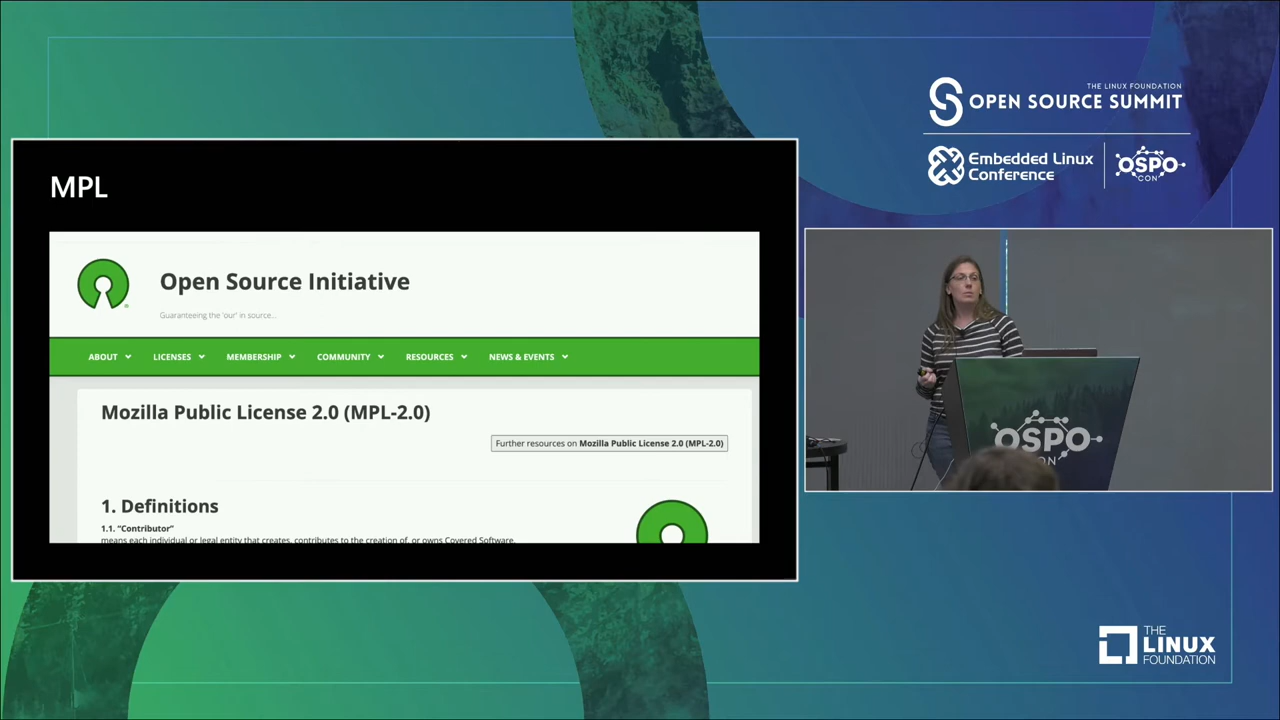 THE LINUX FOUNDATION
OPEN SOURCE SUMMIT
Embedded Linux
Conference
OSPO
CON
MPL
Open Source Initiative
Guaranteeing the 'our' in source...
ABOUT LICENSES MEMBERSHIP COMMUNITY RESOURCES NEWS & EVENTS
Mozilla Public License 2.0 (MPL-2.0)
Further resources on Mozilla Public License 2.0 (MPL-2.0)
1. Definitions
1.1. “Contributor”
means each individual or legal entity that creates, contributes to the creation of, or owns Covered Software.
OSPO
CON
THE
LINUX
FOUNDATION